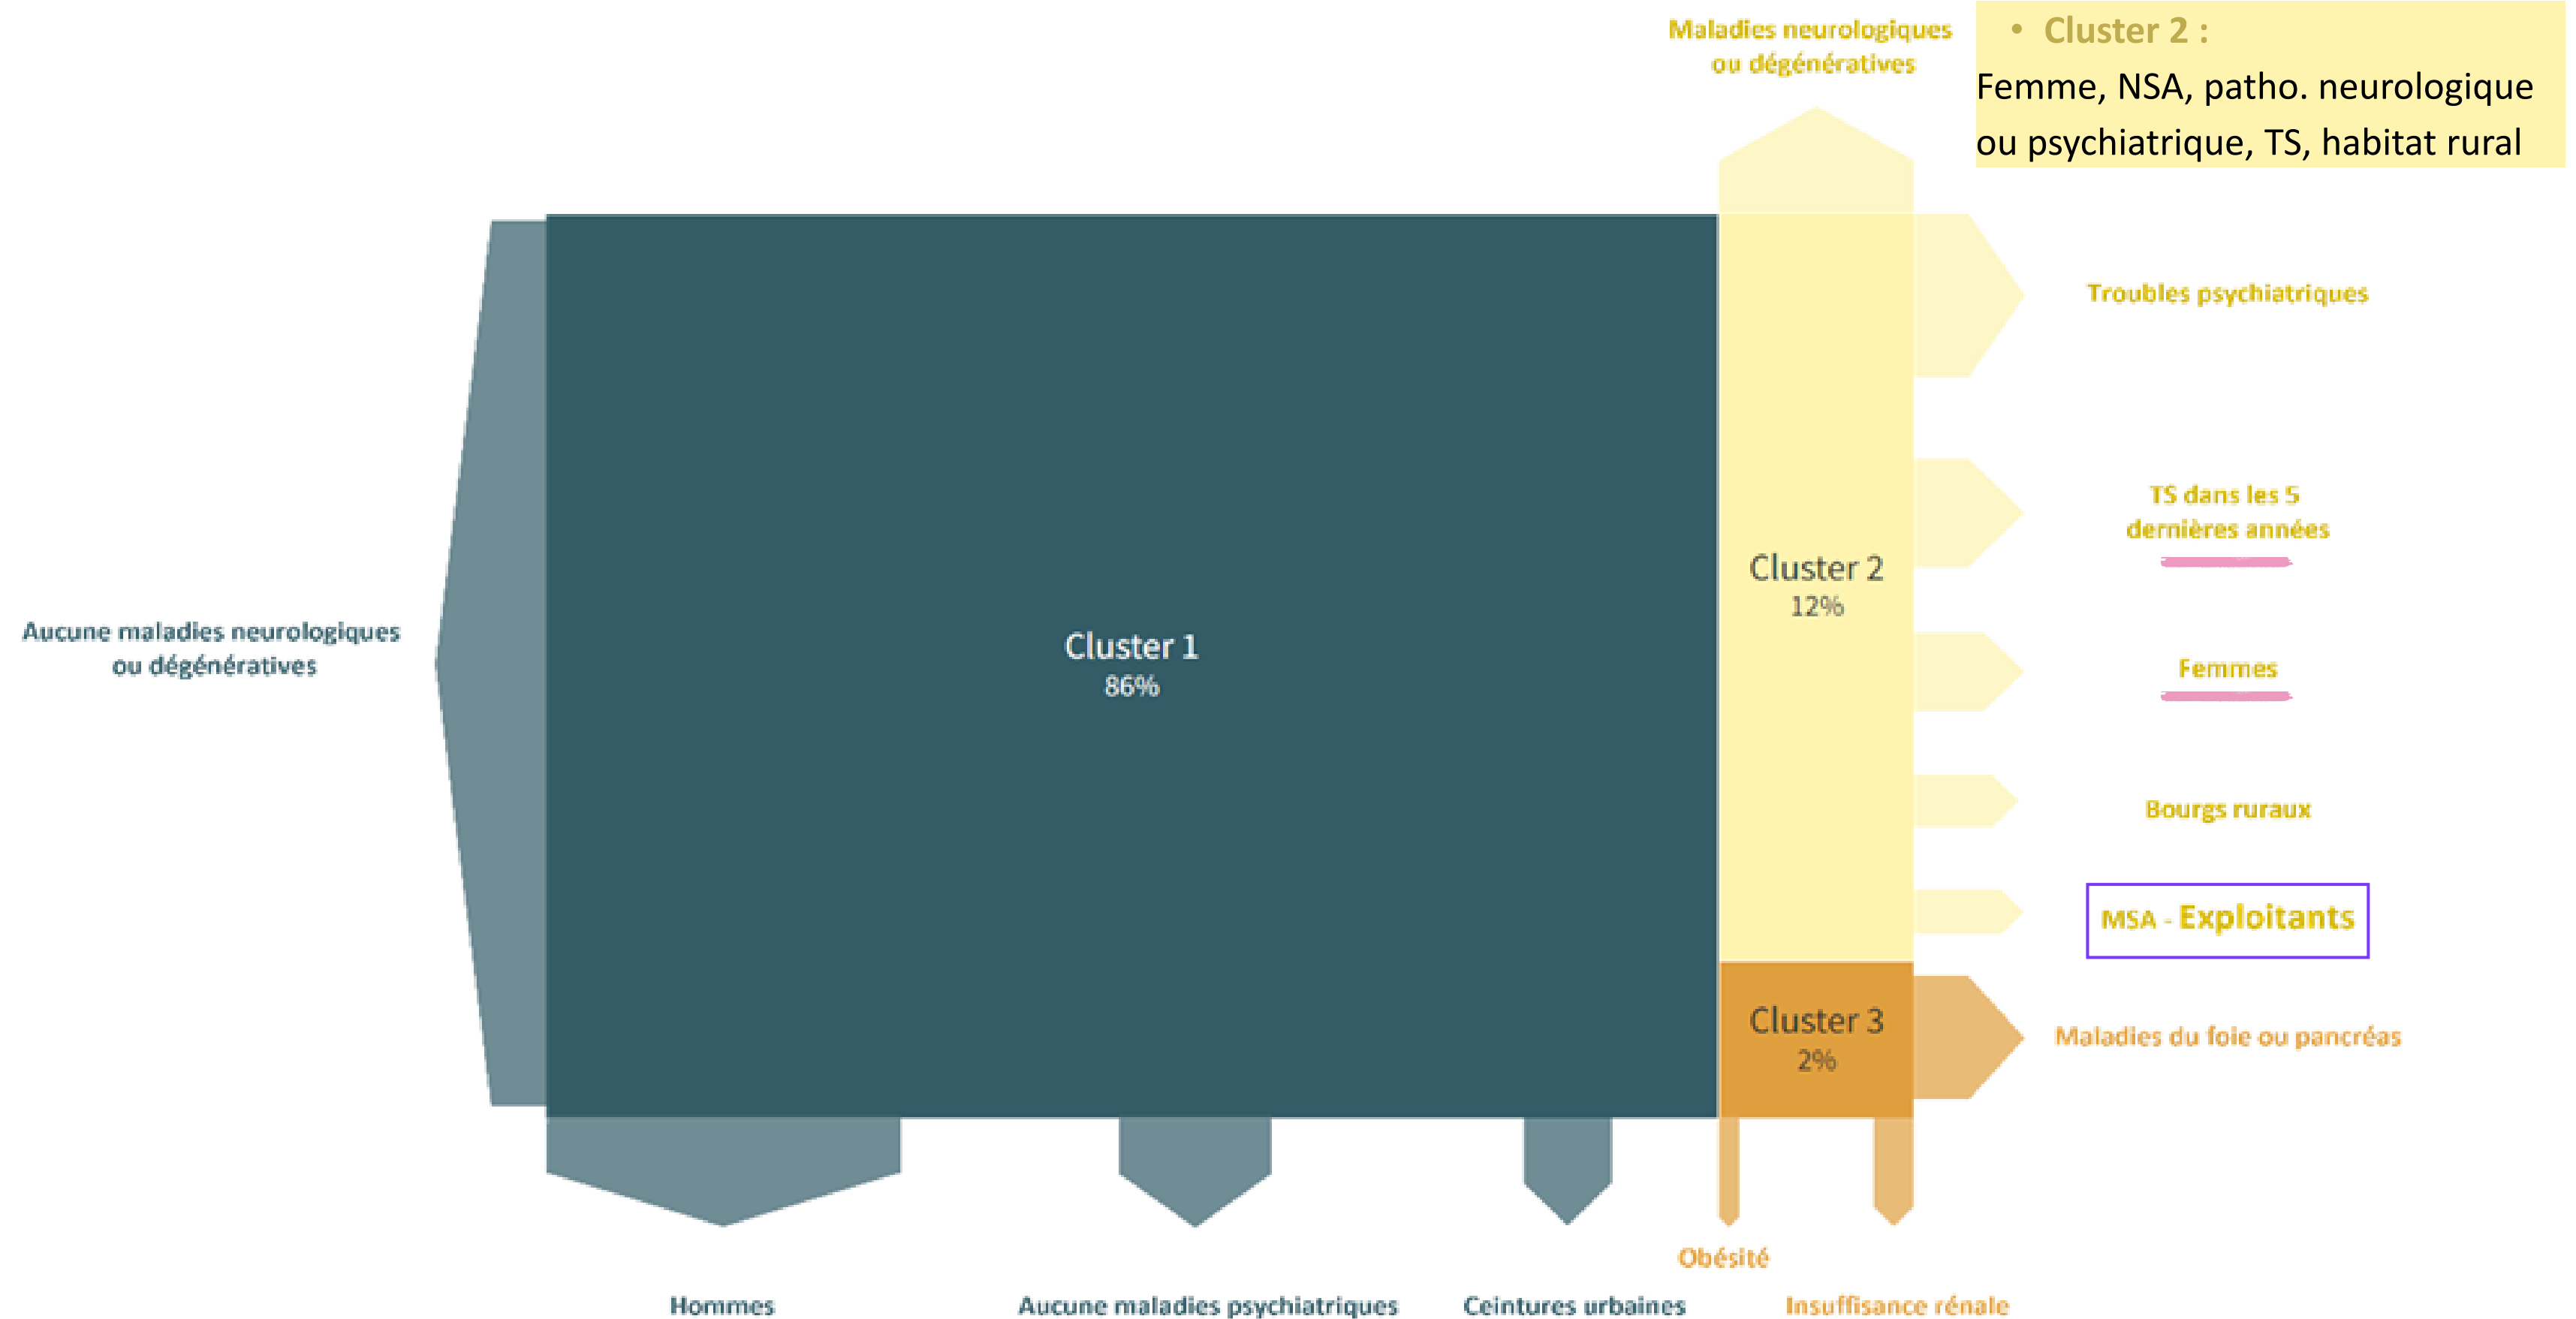 Maladies neurologiques
ou dégénératives
• Cluster 2 :
Femme, NSA, patho. neurologique
ou psychiatrique, TS, habitat rural
Troubles psychiatriques
TS dans les 5
dernières années
Cluster 2
12%
Aucune maladies neurologiques
ou dégénératives
Cluster 1
86%
Femmes
Bourgs ruraux
MSA - Exploitants
Cluster 3
2%
Maladies du foie ou pancréas
Obésité
Hommes
Aucune maladies psychiatriques
Ceintures urbaines
Insuffisance rénale